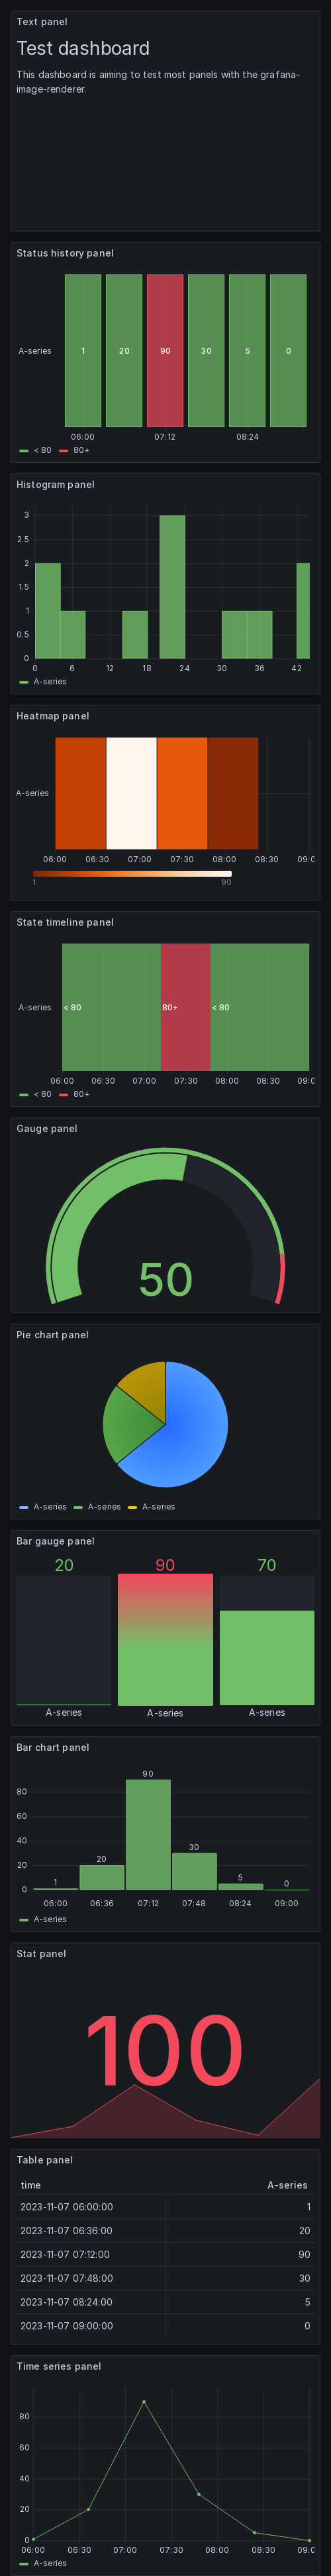 Text panel
Test dashboard
This dashboard is aiming to test most panels with the grafana-
image-renderer.
Status history panel
A-series 1 20 90 30 5 0
06:00 07:12 08:24
< 80 80+
Histogram panel
3
2.5
2
1.5
1
0.5
0
0 6 12 18 24 30 36 42
A-series
Heatmap panel
A-series
06:00 06:30 07:00 07:30 08:00 08:30 09:0
1 90
State timeline panel
A-series < 80 80+ < 80
06:00 06:30 07:00 07:30 08:00 08:30 09:0
< 80 80+
Gauge panel
50
Pie chart panel
A-series A-series A-series
Bar gauge panel
20 90 70
A-series A-series A-series
Bar chart panel
80
60
40
20
0
1 20 90 30 5 0
06:00 06:36 07:12 07:48 08:24 09:00
A-series
Stat panel
100
Table panel
time A-series
2023-11-07 06:00:00 1
2023-11-07 06:36:00 20
2023-11-07 07:12:00 90
2023-11-07 07:48:00 30
2023-11-07 08:24:00 5
2023-11-07 09:00:00 0
Time series panel
80
60
40
20
0
06:00 06:30 07:00 07:30 08:00 08:30 09:0
A-series